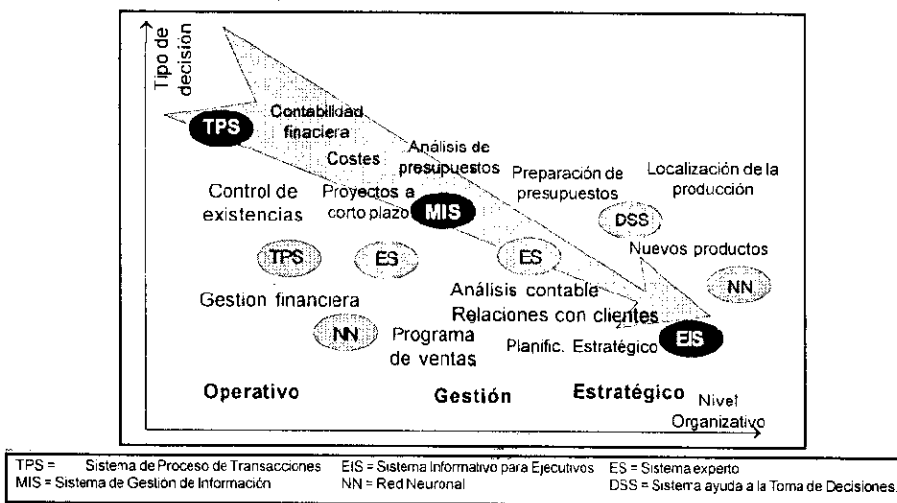 Tipo de
decisión
TPS
Contabilidad
finaciera
Costes
Análisis de
presupuestos
Preparación de
presupuestos
Localización de la
producción
Control de
existencias
Proyectos a
corto plazo
MIS
DSS
Nuevos productos
TPS
ES
ES
NN
Gestion financiera
Análisis contable
Relaciones con clientes
NN
Programa
de ventas
Planific. Estratégico
EIS
Operativo
Gestión
Estratégico
Nivel
Organizativo
TPS = Sistema de Proceso de Transacciones EIS = Sistema Informativo para Ejecutivos ES = Sistema experto
MIS = Sistema de Gestión de Información NN = Red Neuronal DSS = Sistema ayuda a la Toma de Decisiones.